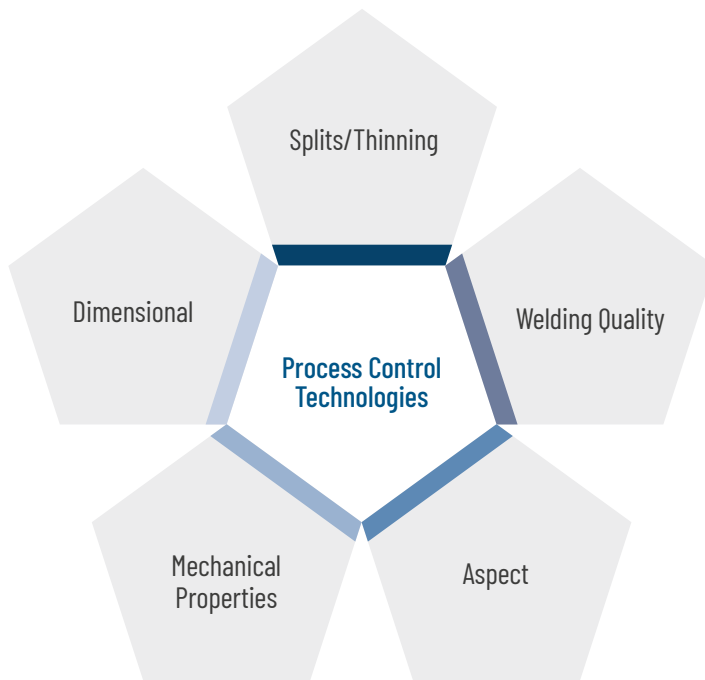 Splits/Thinning
Dimensional
Welding Quality
Process Control
Technologies
Mechanical
Properties
Aspect